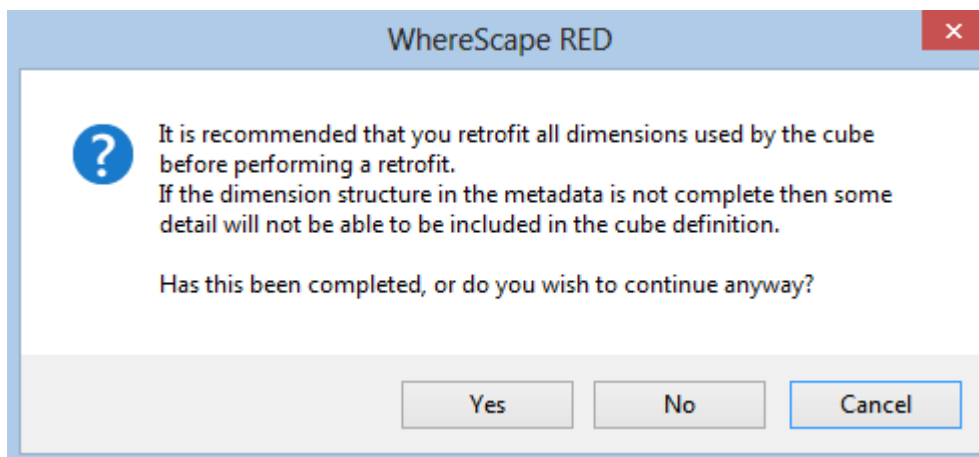 WhereScape RED
It is recommended that you retrofit all dimensions used by the cube
before performing a retrofit.
If the dimension structure in the metadata is not complete then some
detail will not be able to be included in the cube definition.
Has this been completed, or do you wish to continue anyway?
Yes No Cancel